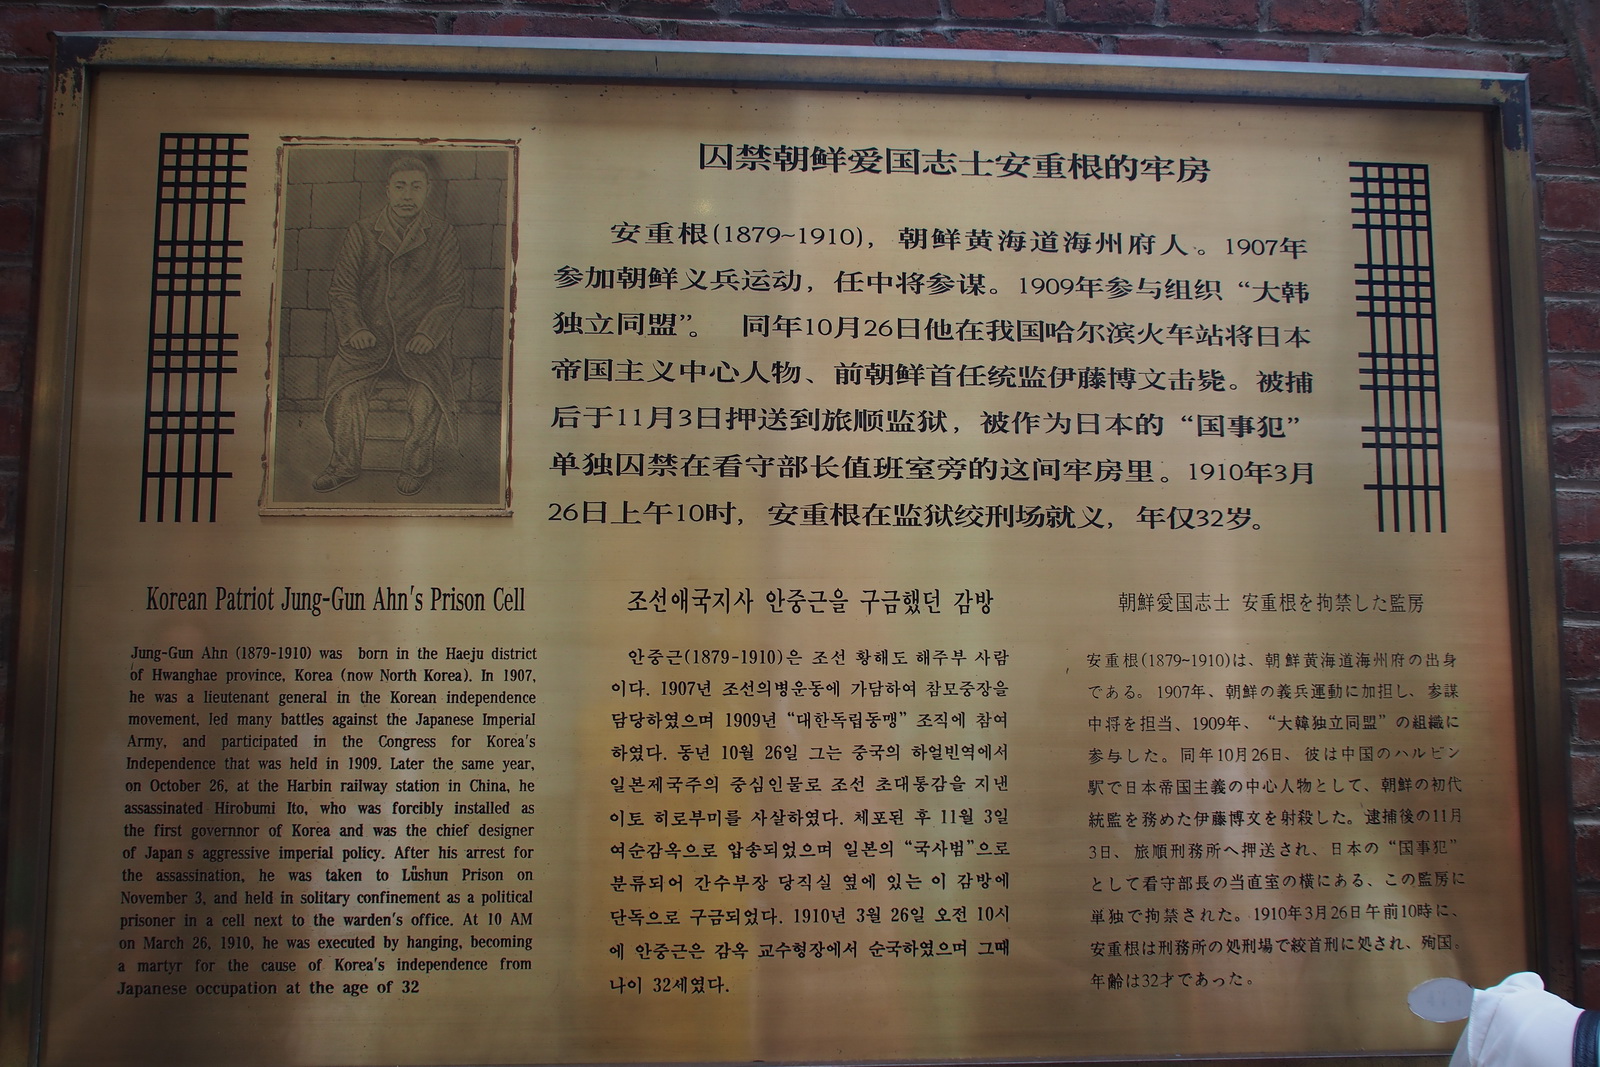 囚禁朝鲜爱国志士安重根的牢房
安重根(1879~1910)，朝鲜黄海道海州府人。1907年
参加朝鲜义兵运动，任中将参谋。1909年参与组织“大韩
独立同盟”。 同年10月26日他在我国哈尔滨火车站将日本
帝国主义中心人物、前朝鲜首任统监伊藤博文击毙。被捕
后于11月3日押送到旅顺监狱，被作为日本的“国事犯”
单独囚禁在看守部长值班室旁的这间牢房里。1910年3月
26日上午10时，安重根在监狱绞刑场就义，年仅32岁。
Korean Patriot Jung-Gun Ahn's Prison Cell
Jung-Gun Ahn (1879-1910) was born in the Haeju district
of Hwanghae province, Korea (now North Korea). In 1907,
he was a lieutenant general in the Korean independence
movement, led many battles against the Japanese Imperial
Army, and participated in the Congress for Korea's
Independence that was held in 1909. Later the same year,
on October 26, at the Harbin railway station in China, he
assassinated Hirobumi Ito, who was forcibly installed as
the first governnor of Korea and was the chief designer
of Japan s aggressive imperial policy. After his arrest for
the assassination, he was taken to Lüshun Prison on
November 3, and held in solitary confinement as a political
prisoner in a cell next to the warden's office. At 10 AM
on March 26, 1910, he was executed by hanging, becoming
a martyr for the cause of Korea's independence from
Japanese occupation at the age of 32
조선애국지사 안중근을 구금했던 감방
안중근(1879-1910)은 조선 황해도 해주부 사람
이다. 1907년 조선의병운동에 가담하여 참모중장을
담당하였으며 1909년 “대한독립동맹” 조직에 참여
하였다. 동년 10월 26일 그는 중국의 하얼빈역에서
일본제국주의 중심인물로 조선 초대통감을 지낸
이토 히로부미를 사살하였다. 체포된 후 11월 3일
여순감옥으로 압송되었으며 일본의 “국사범”으로
분류되어 간수부장 당직실 옆에 있는 이 감방에
단독으로 구금되었다. 1910년 3월 26일 오전 10시
에 안중근은 감옥 교수형장에서 순국하였으며 그때
나이 32세였다.
朝鮮愛国志士 安重根を拘禁した監房
安重根(1879~1910)は、朝鮮黄海道海州府の出身
である。1907年、朝鮮の義兵運動に加担し、参謀
中将を担当、1909年、“大韓独立同盟”の組織に
参与した。同年10月26日、彼は中国のハルビン
駅で日本帝国主義の中心人物として、朝鮮の初代
統監を務めた伊藤博文を射殺した。逮捕後の11月
3日、旅順刑務所へ押送され、日本の“国事犯”
として看守部長の当直室の横にある、この監房に
単独で拘禁された。1910年3月26日午前10時に、
安重根は刑務所の処刑場で絞首刑に処され、殉国。
年齢は32才であった。